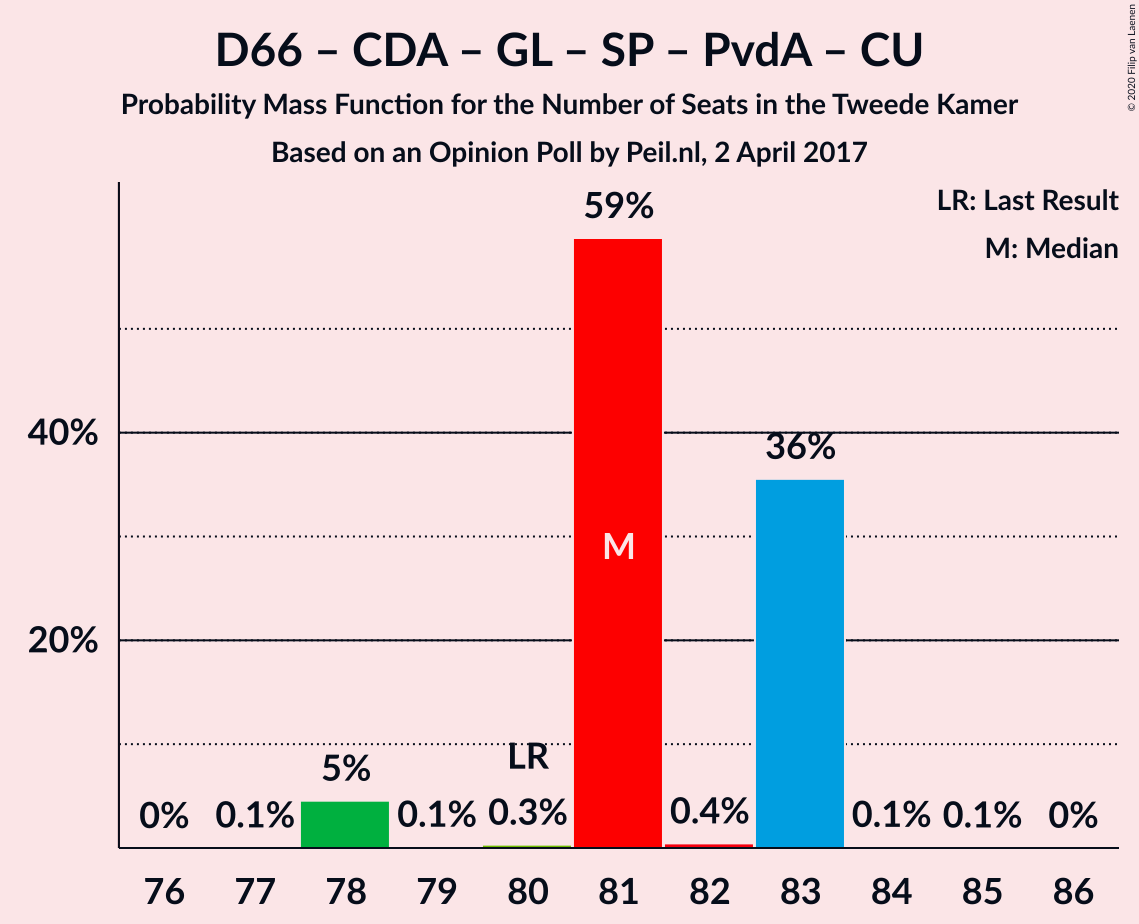 D66 – CDA – GL – SP – PvdA – CU
Probability Mass Function for the Number of Seats in the Tweede Kamer
Based on an Opinion Poll by Peil.nl, 2 April 2017
© 2020 Filip van Laenen
LR: Last Result
M: Median
59%
40%
36%
M
20%
LR
5%
0% 0.1% 0.1% 0.3% 0.4% 0.1% 0.1% 0%
76 77 78 79 80 81 82 83 84 85 86